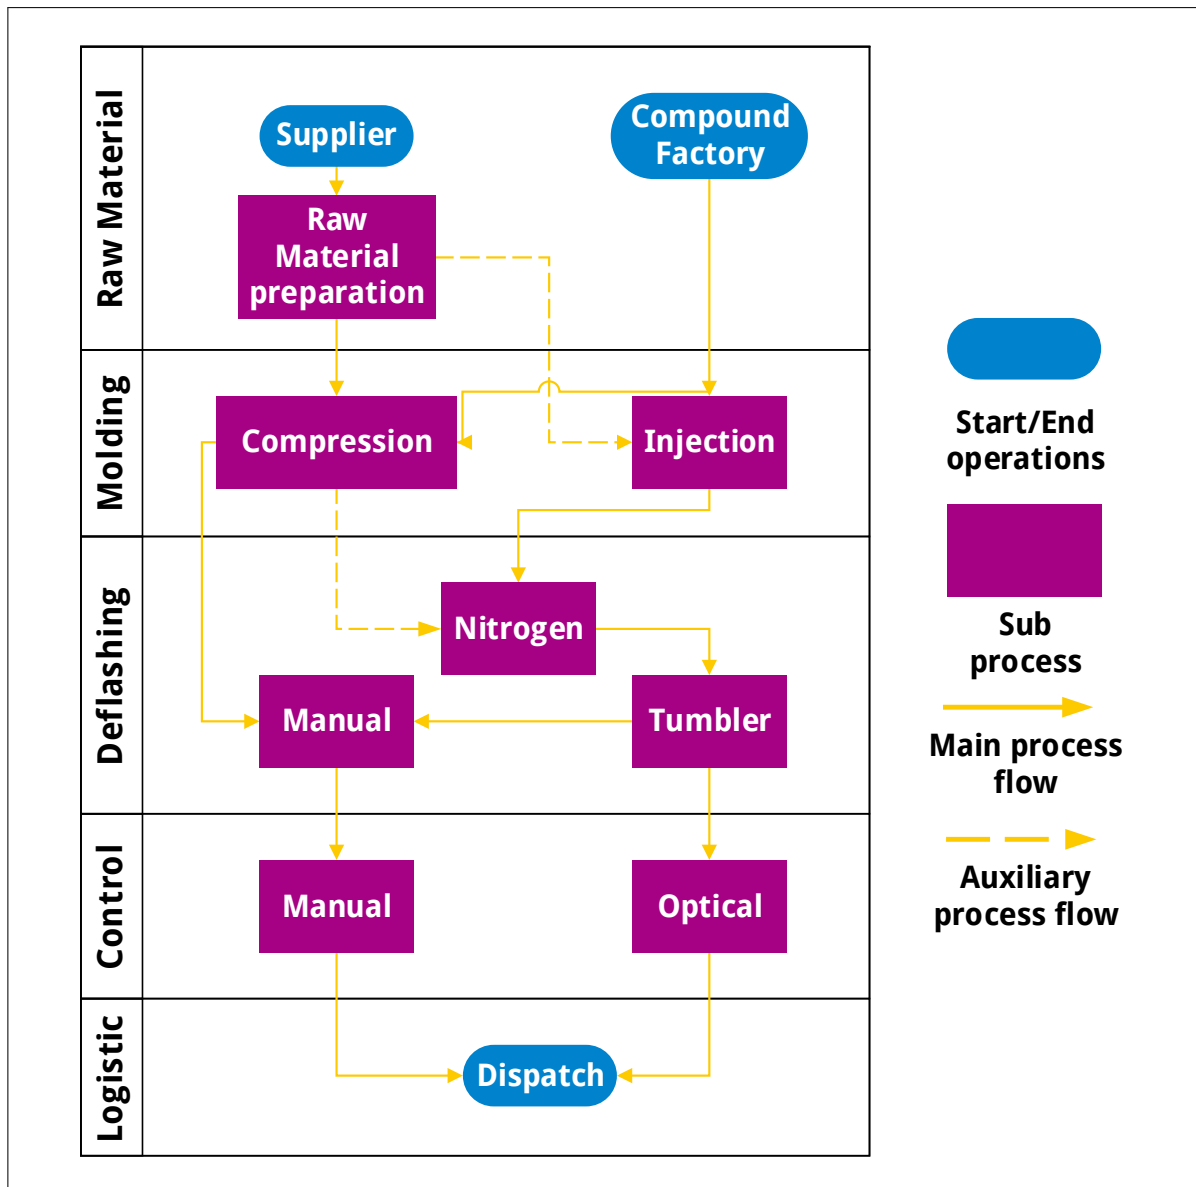 Raw Material
Supplier
Compound
Factory
Raw
Material
preparation
Molding
Compression
Injection
Deflashing
Nitrogen
Manual
Tumbler
Control
Manual
Optical
Logistic
Dispatch
Start/End
operations
Sub
process
Main process
flow
Auxiliary
process flow